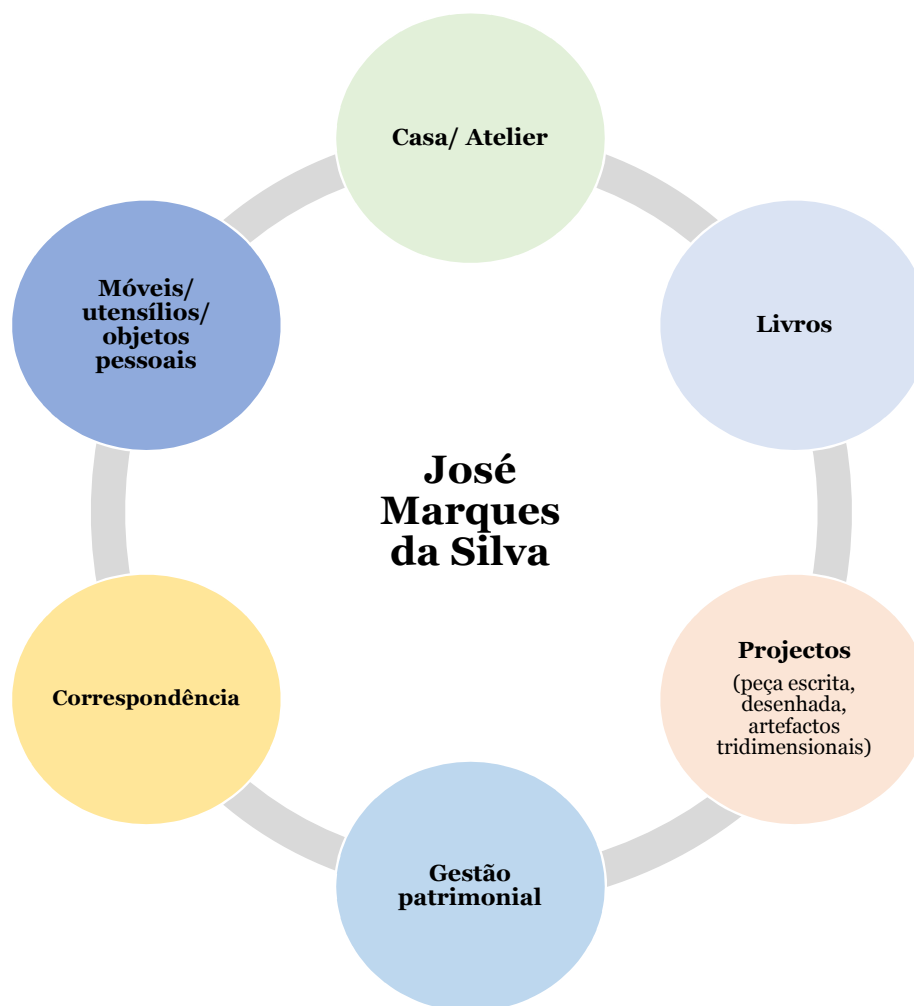 Casa/ Atelier
Livros
Projectos
(peça escrita,
desenhada,
artefactos
tridimensionais)
Gestão
patrimonial
Correspondência
Móveis/
utensílios/
objetos
pessoais
José
Marques
da Silva